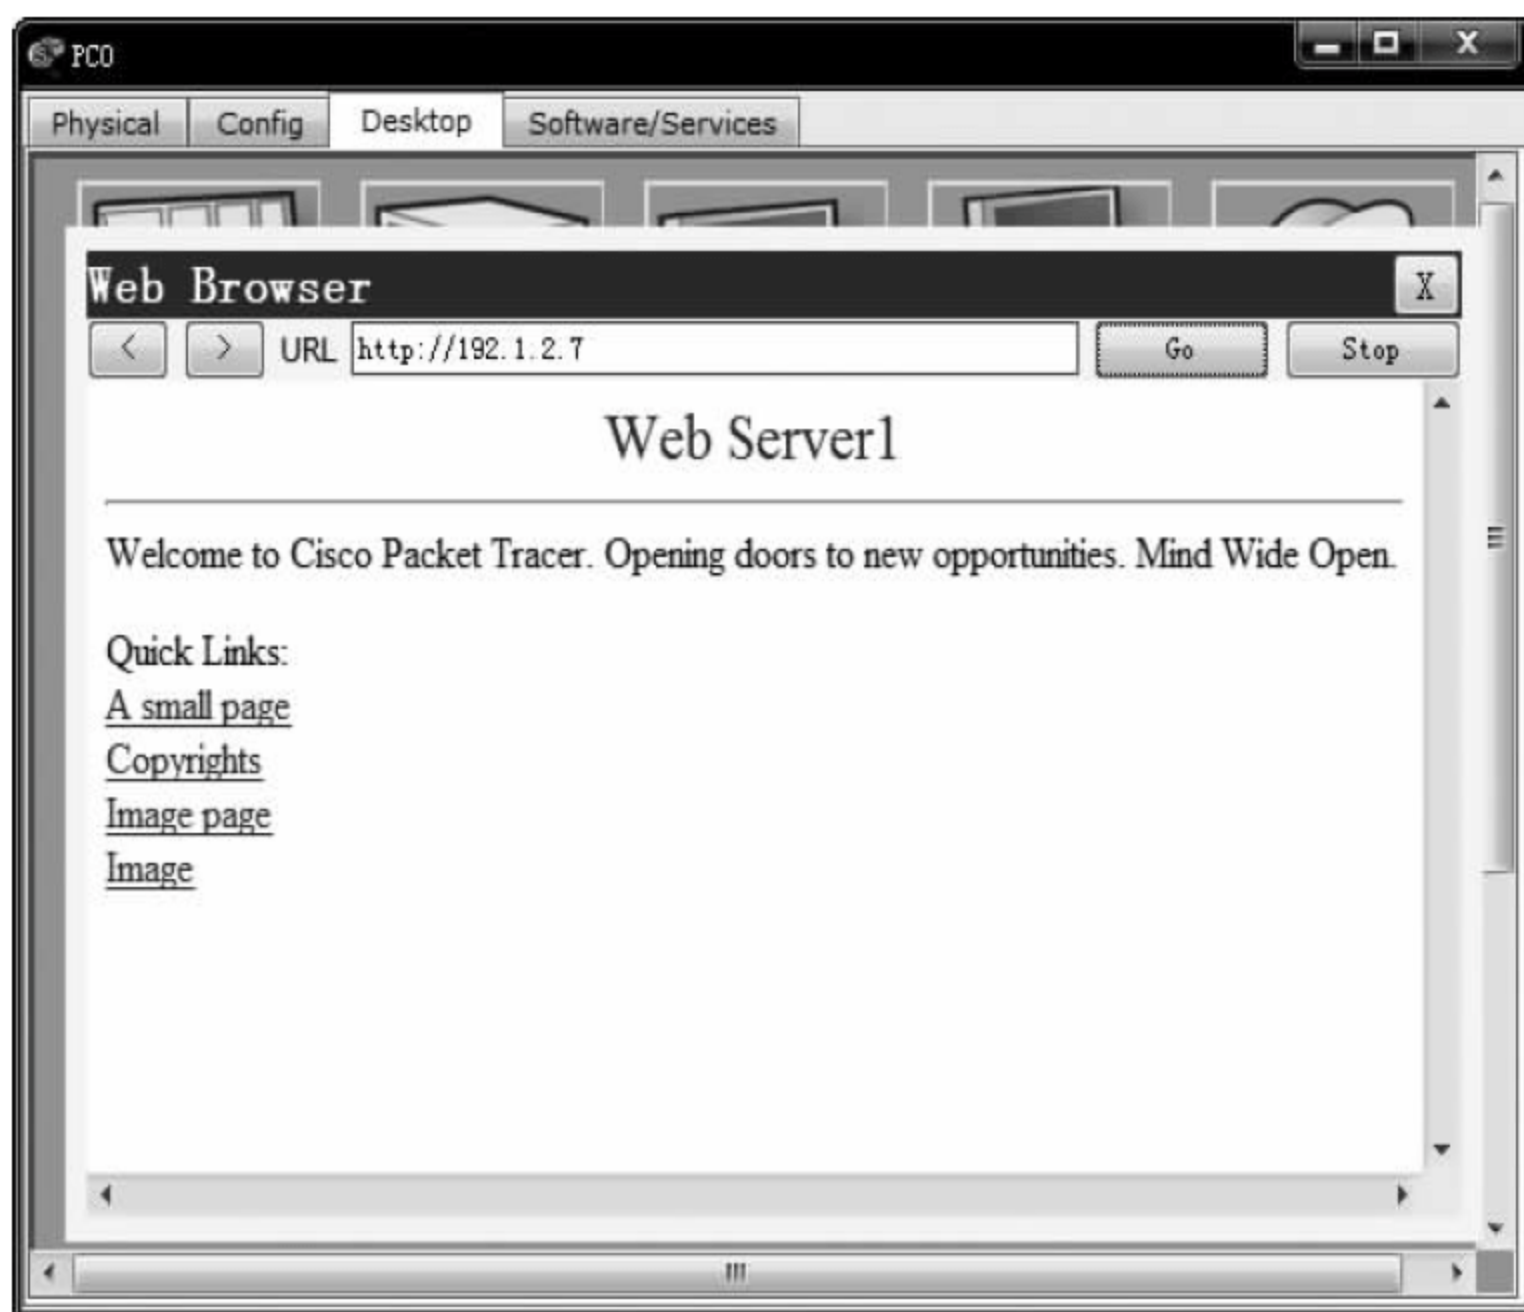 PC0
X
Physical Config Desktop Software/Services
Web Browser X
< > URL http://192.1.2.7 Go Stop
Web Server1
Welcome to Cisco Packet Tracer. Opening doors to new opportunities. Mind Wide Open.
Quick Links:
A small page
Copyrights
Image page
Image